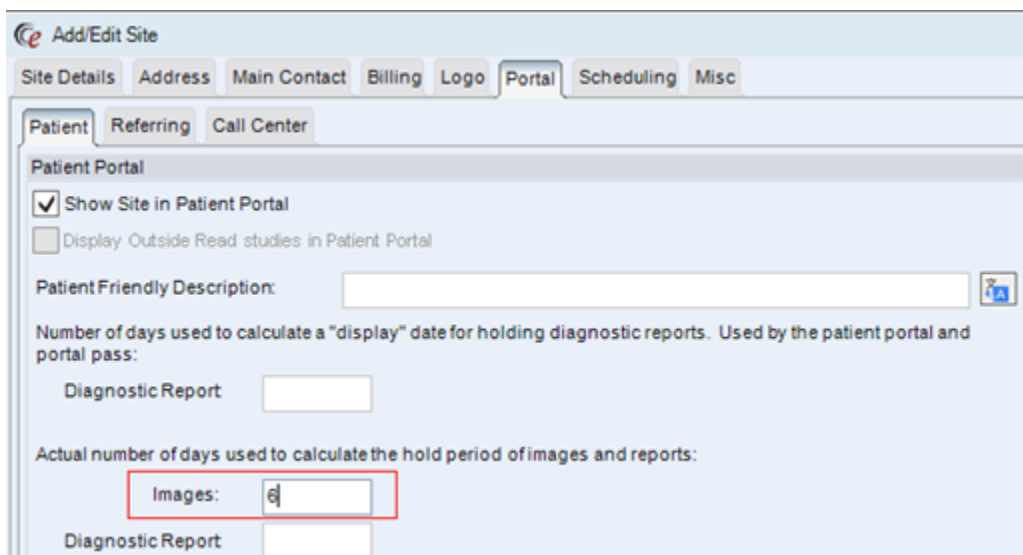 Add/Edit Site
Site Details Address Main Contact Billing Logo Portal Scheduling Misc
Patient Referring Call Center
Patient Portal
Show Site in Patient Portal
Display Outside Read studies in Patient Portal
Patient Friendly Description:
Number of days used to calculate a "display" date for holding diagnostic reports. Used by the patient portal and
portal pass:
Diagnostic Report
Actual number of days used to calculate the hold period of images and reports:
Images: 6
Diagnostic Report